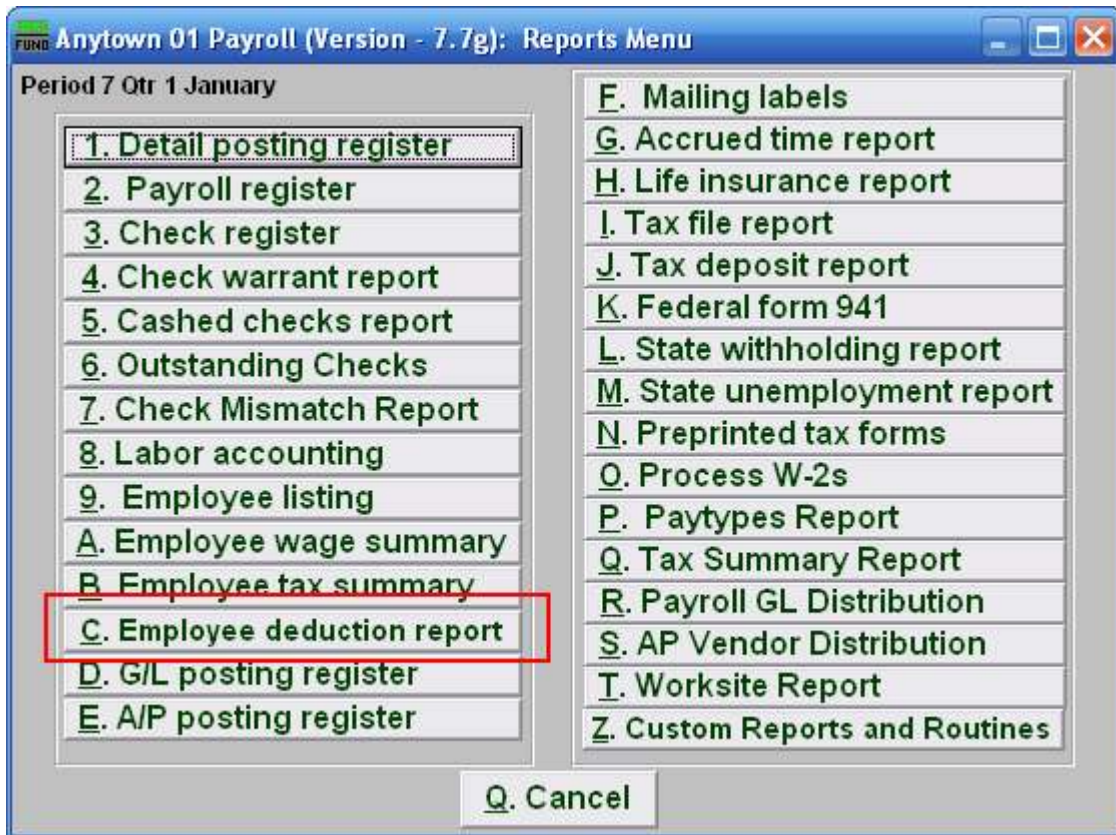 FUND Anytown 01 Payroll (Version - 7.7g): Reports Menu
Period 7 Qtr 1 January
1. Detail posting register
2. Payroll register
3. Check register
4. Check warrant report
5. Cashed checks report
6. Outstanding Checks
7. Check Mismatch Report
8. Labor accounting
9. Employee listing
A. Employee wage summary
B. Employee tax summary
C. Employee deduction report
D. G/L posting register
E. A/P posting register
F. Mailing labels
G. Accrued time report
H. Life insurance report
I. Tax file report
J. Tax deposit report
K. Federal form 941
L. State withholding report
M. State unemployment report
N. Preprinted tax forms
O. Process W-2s
P. Paytypes Report
Q. Tax Summary Report
R. Payroll GL Distribution
S. AP Vendor Distribution
T. Worksite Report
Z. Custom Reports and Routines
Q. Cancel